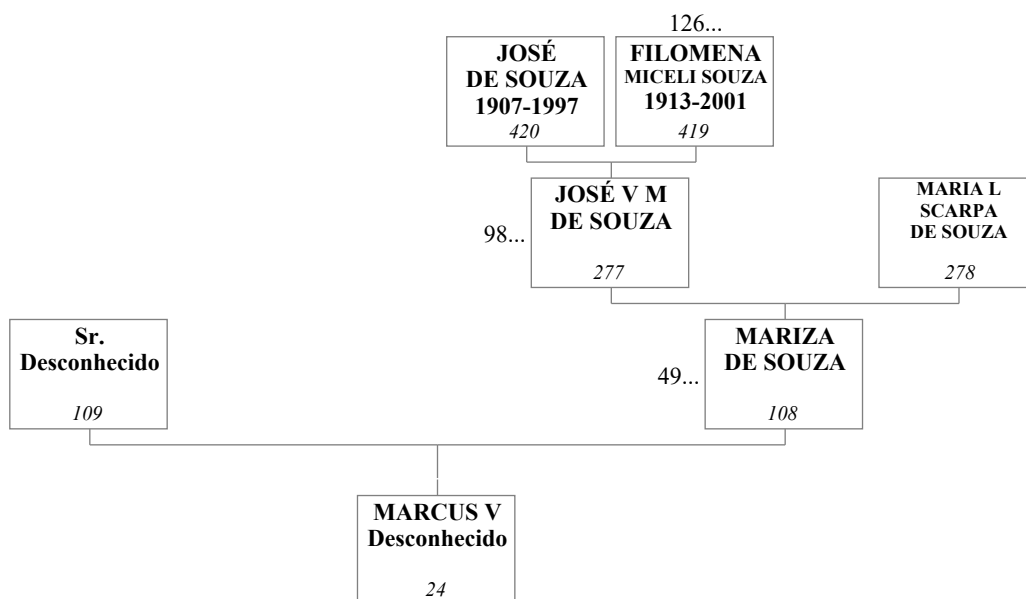 126...
JOSÉ
DE SOUZA
1907-1997
420
FILOMENA
MICELI SOUZA
1913-2001
419
98...
JOSÉ V M
DE SOUZA
277
MARIA L
SCARPA
DE SOUZA
278
Sr.
Desconhecido
109
49...
MARIZA
DE SOUZA
108
MARCUS V
Desconhecido
24